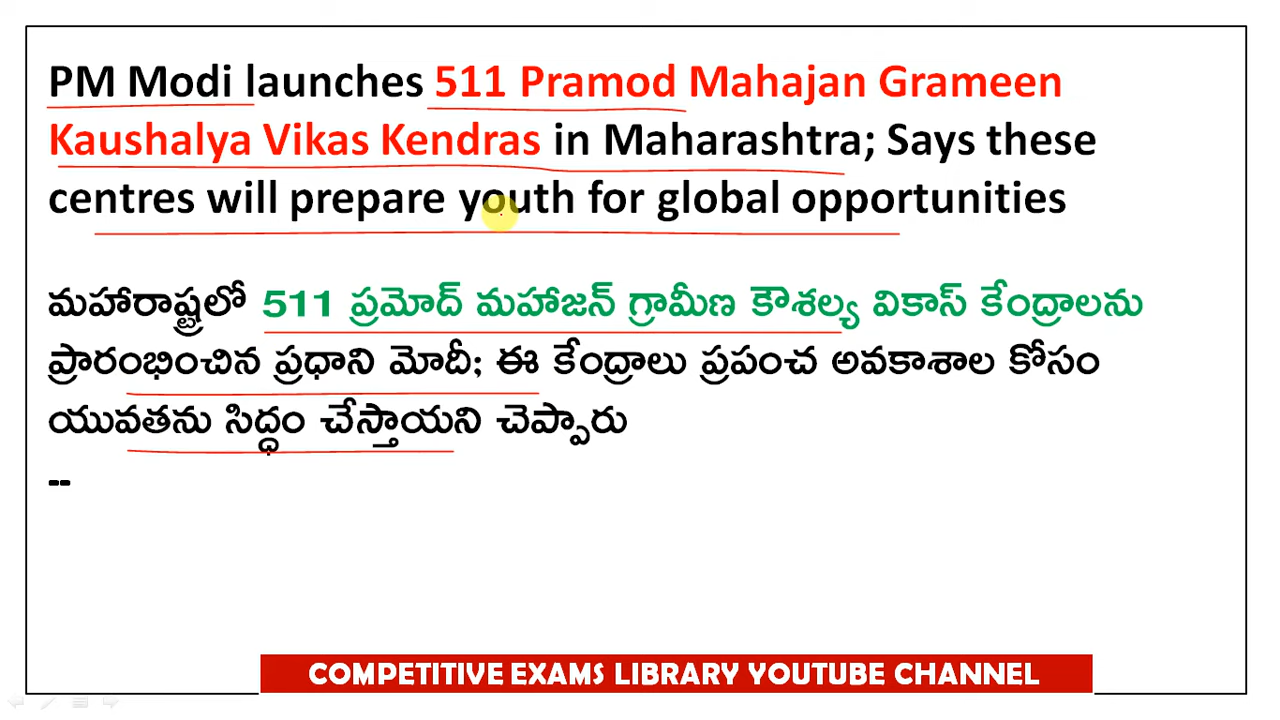 PM Modi launches 511 Pramod Mahajan Grameen
Kaushalya Vikas Kendras in Maharashtra; Says these
centres will prepare youth for global opportunities
మహారాష్ట్రలో 511 ప్రమోద్ మహాజన్ గ్రామీణ కౌశల్య వికాస్ కేంద్రాలను
ప్రారంభించిన ప్రధాని మోదీ; ఈ కేంద్రాలు ప్రపంచ అవకాశాల కోసం
యువతను సిద్ధం చేస్తాయని చెప్పారు
--
COMPETITIVE EXAMS LIBRARY YOUTUBE CHANNEL